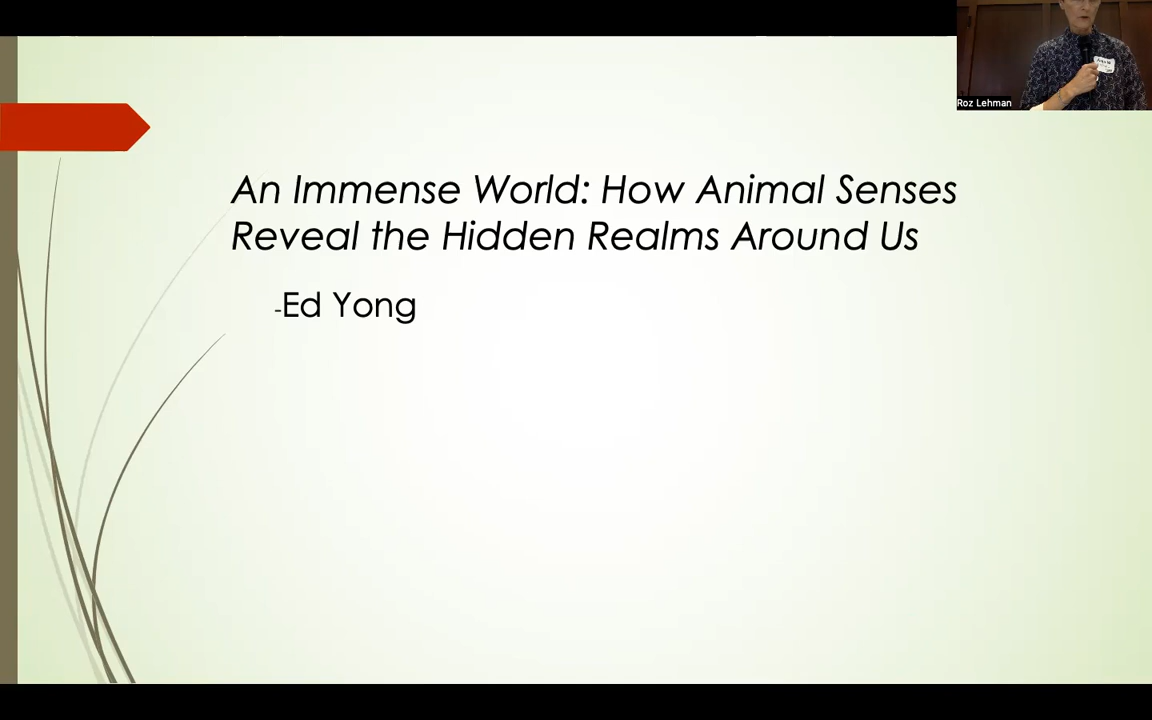 Roz Lehman
An Immense World: How Animal Senses
Reveal the Hidden Realms Around Us
-Ed Yong